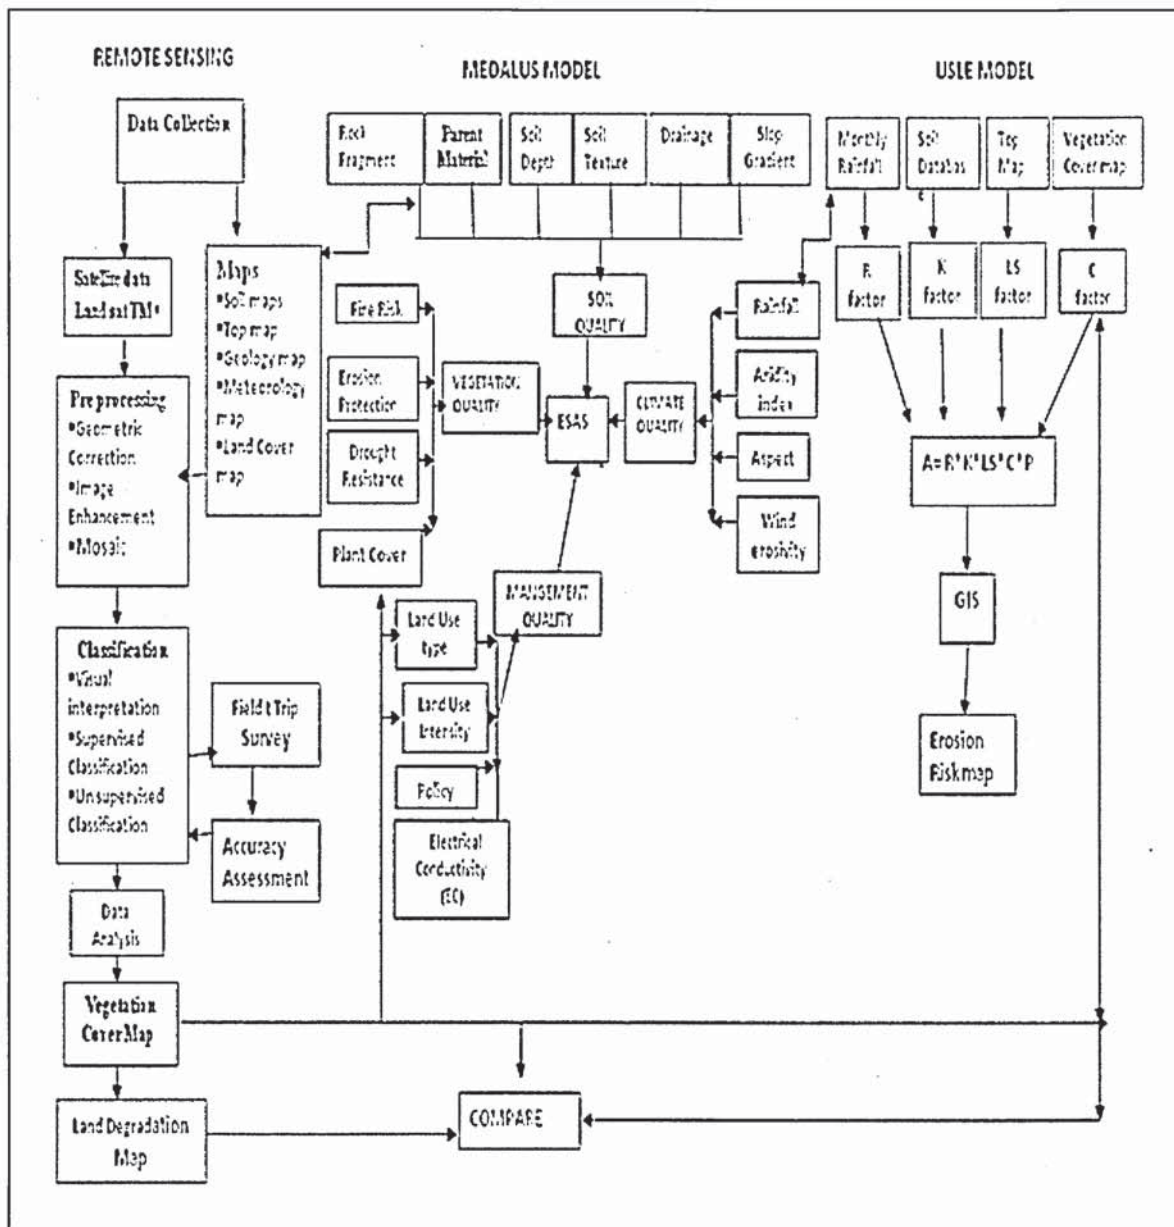 REMOTE SENSING
Data Collection
Satellite data
Landsat TM*
Maps
*Soil maps
*Top map
*Geology map
*Meteorology
map
*Land Cover
map
Preprocessing
*Geometric
Correction
*Image
Enhancement
*Mosaic
Classification
*Visual
interpretation
*Supervised
Classification
*Unsupervised
Classification
Field t Trip
Survey
Accuracy
Assessment
Data
Analysis
Vegetation
Cover Map
Land Degradation
Map
MEDALUS MODEL
Rock
Fragment
Parent
Material
Soil
Depth
Soil
Texture
Drainage
Slop
Gradient
SOIL
QUALITY
Fire Risk
Erosion
Protection
Drought
Resistance
Plant Cover
VEGETATION
QUALITY
ESAS
CLIMATE
QUALITY
Rainfall
Aridity
index
Aspect
Wind
erosivity
MANGEMENT
QUALITY
Land Use
type
Land Use
Intensity
Policy
Electrical
Conductivity
(EC)
COMPARE
USLE MODEL
Monthly
Rainfall
Soil
Databas
e
Top
Map
Vegetation
Cover map
R
factor
K
factor
LS
factor
C
factor
A=R*K*LS*C*P
GIS
Erosion
Risk map